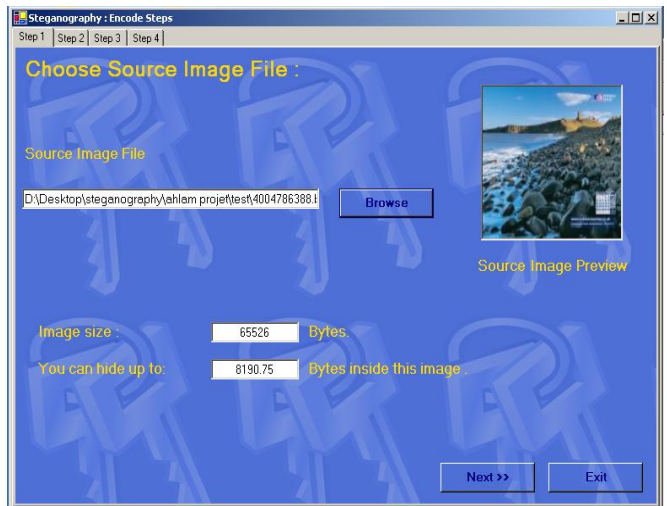 Steganography : Encode Steps
Step 1 Step 2 Step 3 Step 4
Choose Source Image File :
Source Image File
D:\Desktop\steganography\ahlam projet\test\4004786388.
Browse
Source Image Preview
Image size : 65526 Bytes.
You can hide up to: 8190.75 Bytes inside this image .
Next >> Exit